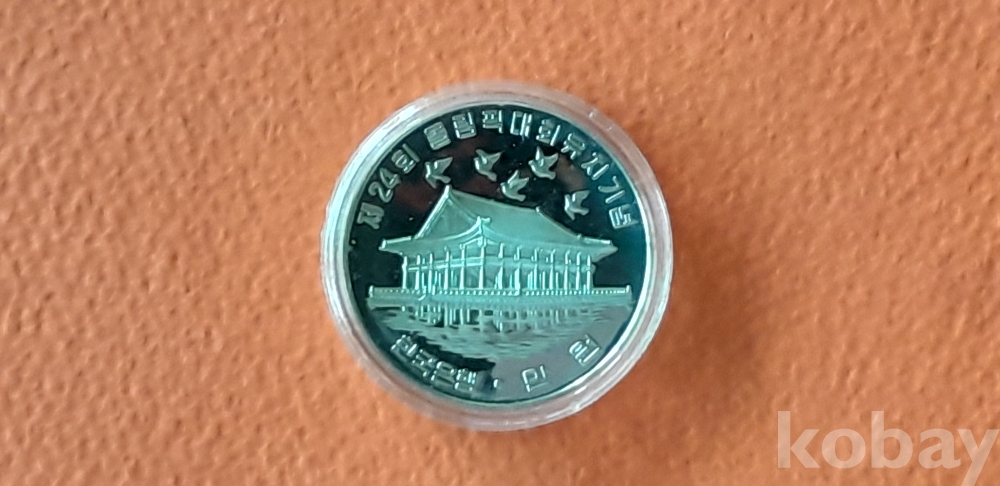 제24회 올림픽대회유치기념
한국은행 · 만원
kobay